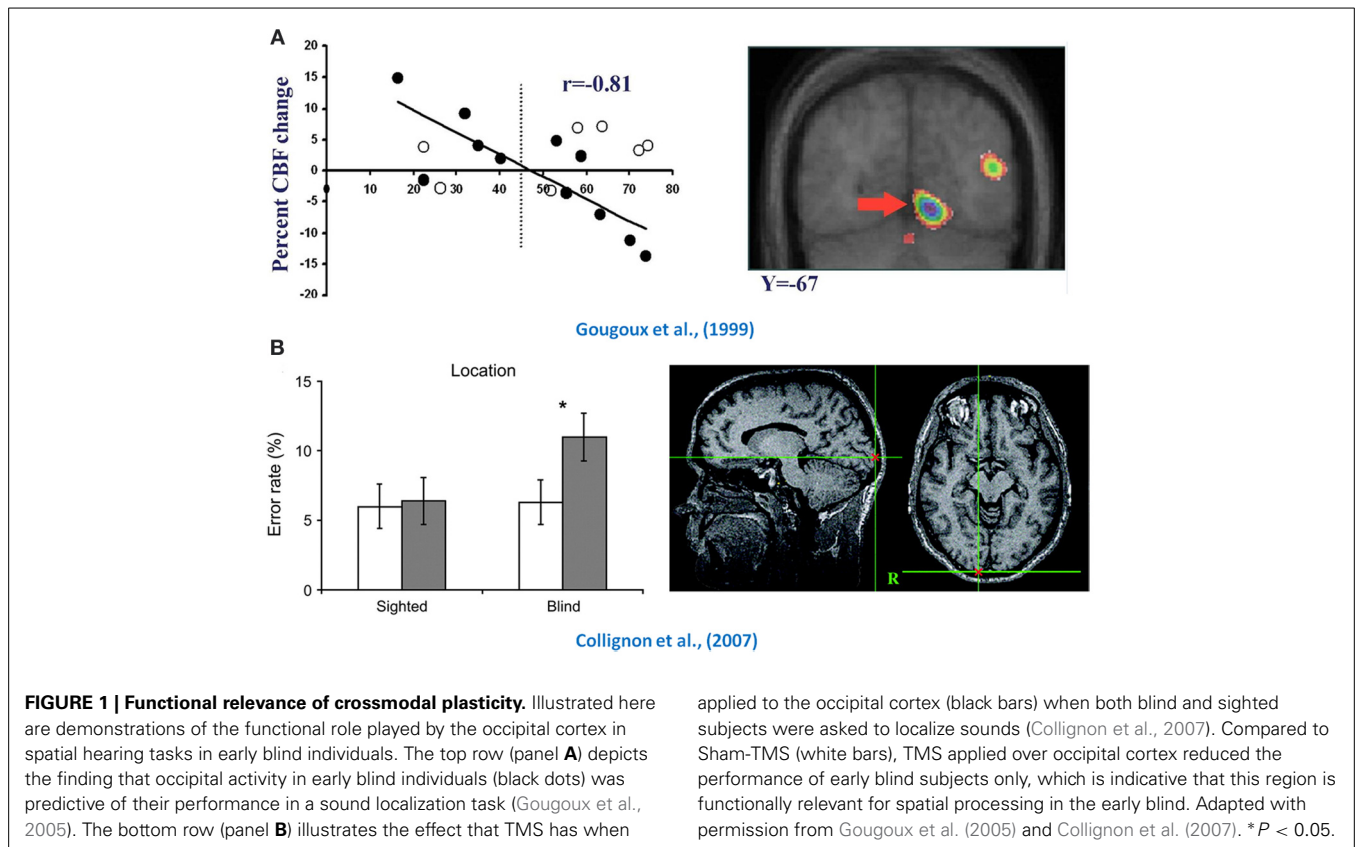 A
20
15
10
5
0
-5
-10
-15
-20
Percent CBF change
r=-0.81
0 10 20 30 40 50 60 70 80
Y=-67
Gougoux et al., (1999)
B
Location
15
10
5
0
Error rate (%)
*
Sighted Blind
R
Collignon et al., (2007)
FIGURE 1 | Functional relevance of crossmodal plasticity. Illustrated here
are demonstrations of the functional role played by the occipital cortex in
spatial hearing tasks in early blind individuals. The top row (panel A) depicts
the finding that occipital activity in early blind individuals (black dots) was
predictive of their performance in a sound localization task (Gougoux et al.,
2005). The bottom row (panel B) illustrates the effect that TMS has when
applied to the occipital cortex (black bars) when both blind and sighted
subjects were asked to localize sounds (Collignon et al., 2007). Compared to
Sham-TMS (white bars), TMS applied over occipital cortex reduced the
performance of early blind subjects only, which is indicative that this region is
functionally relevant for spatial processing in the early blind. Adapted with
permission from Gougoux et al. (2005) and Collignon et al. (2007). *P < 0.05.